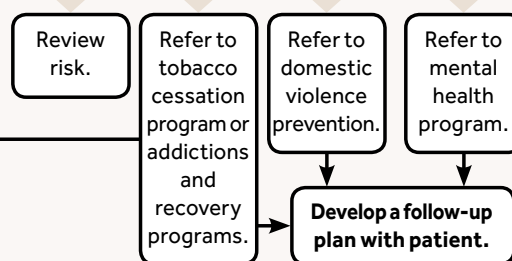 Review
risk.
Refer to
tobacco
cessation
program or
addictions
and
recovery
programs.
Refer to
domestic
violence
prevention.
Refer to
mental
health
program.
Develop a follow-up
plan with patient.